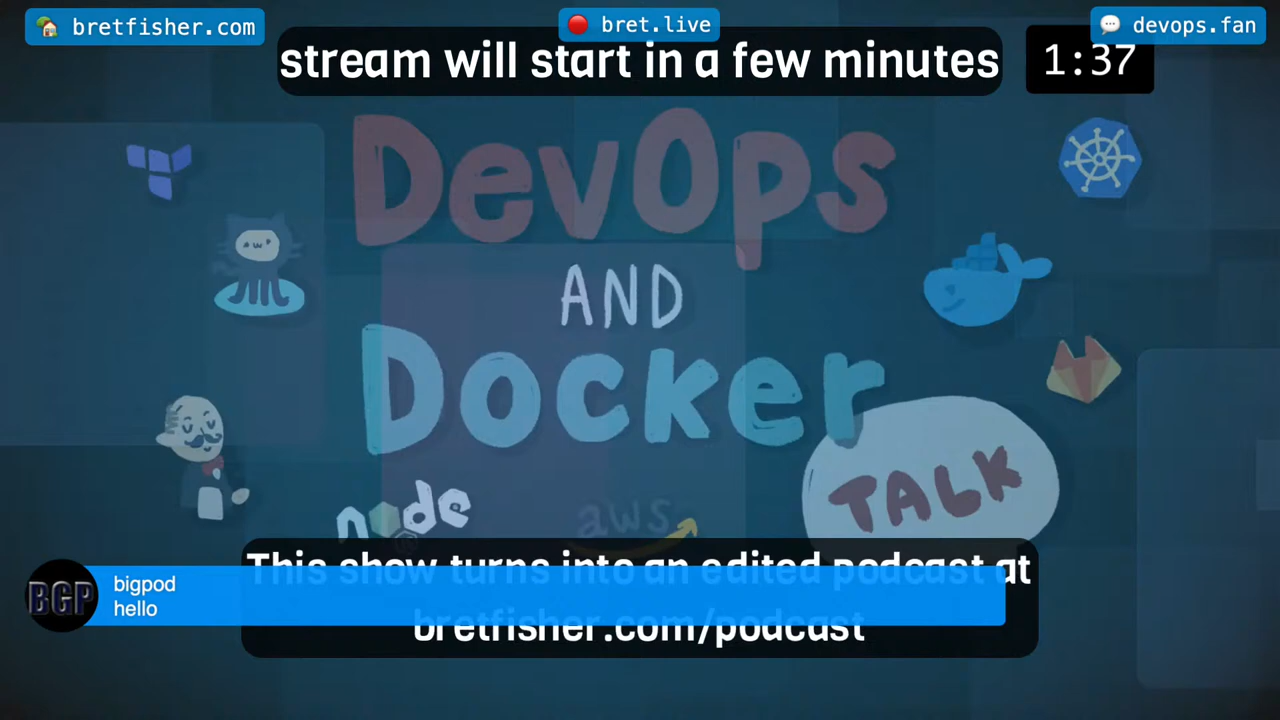 bretfisher.com
bret.live
devops.fan
stream will start in a few minutes
1:37
DevOps
AND
Docker
TALK
node
aws
This show turns into an edited podcast at
bretfisher.com/podcast
BGP
bigpod
hello